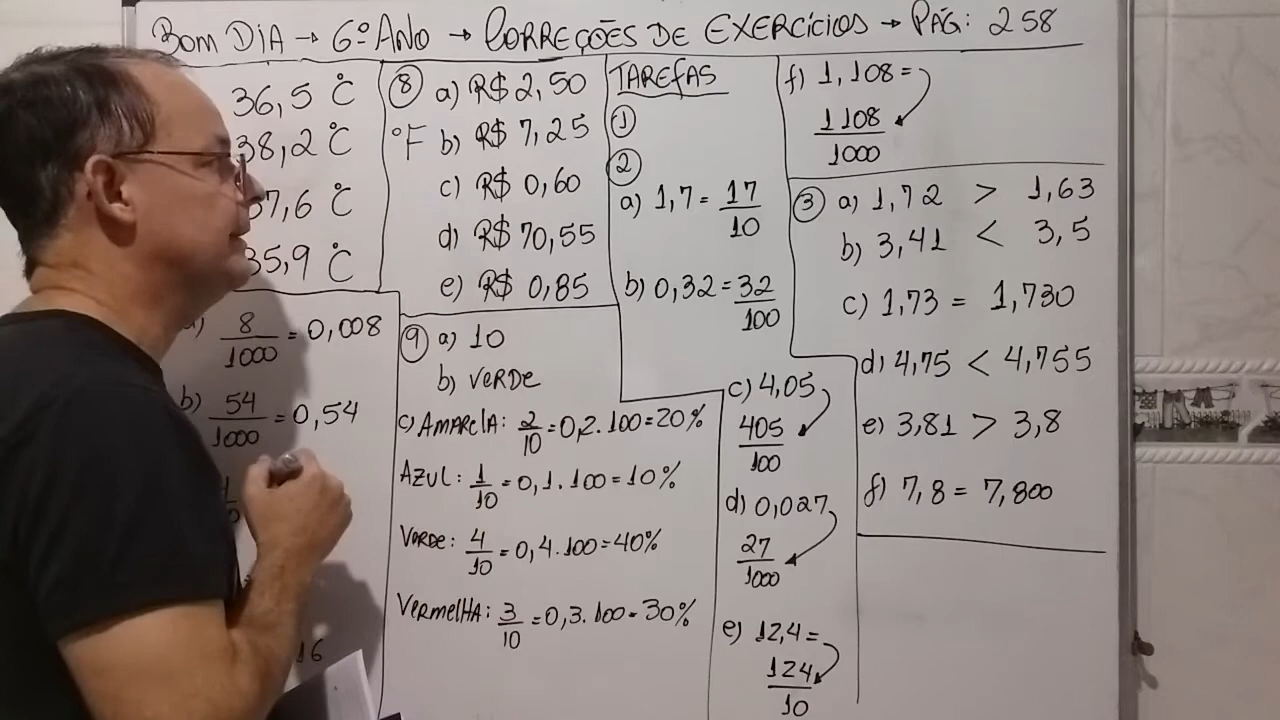 BOM DIA → 6º ANO → CORREÇÕES DE EXERCÍCIOS → PÁG: 258
36,5 °C
38,2 °C
37,6 °C
35,9 °C
8/1000 = 0,008
b) 54/1000 = 0,54
16
⑧ a) R$ 2,50
°F b) R$ 7,25
c) R$ 0,60
d) R$ 70,55
e) R$ 0,85
⑨ a) 10
b) VERDE
c) AMARELA: 2/10 = 0,2 . 100 = 20%
AZUL: 1/10 = 0,1 . 100 = 10%
VERDE: 4/10 = 0,4 . 100 = 40%
VERMELHA: 3/10 = 0,3 . 100 = 30%
TAREFAS
①
②
a) 1,7 = 17/10
b) 0,32 = 32/100
c) 4,05
405/100
d) 0,027
27/1000
e) 12,4 =
124/10
f) 1,108 =
1108/1000
③ a) 1,72 > 1,63
b) 3,41 < 3,5
c) 1,73 = 1,730
d) 4,75 < 4,755
e) 3,81 > 3,8
f) 7,8 = 7,800